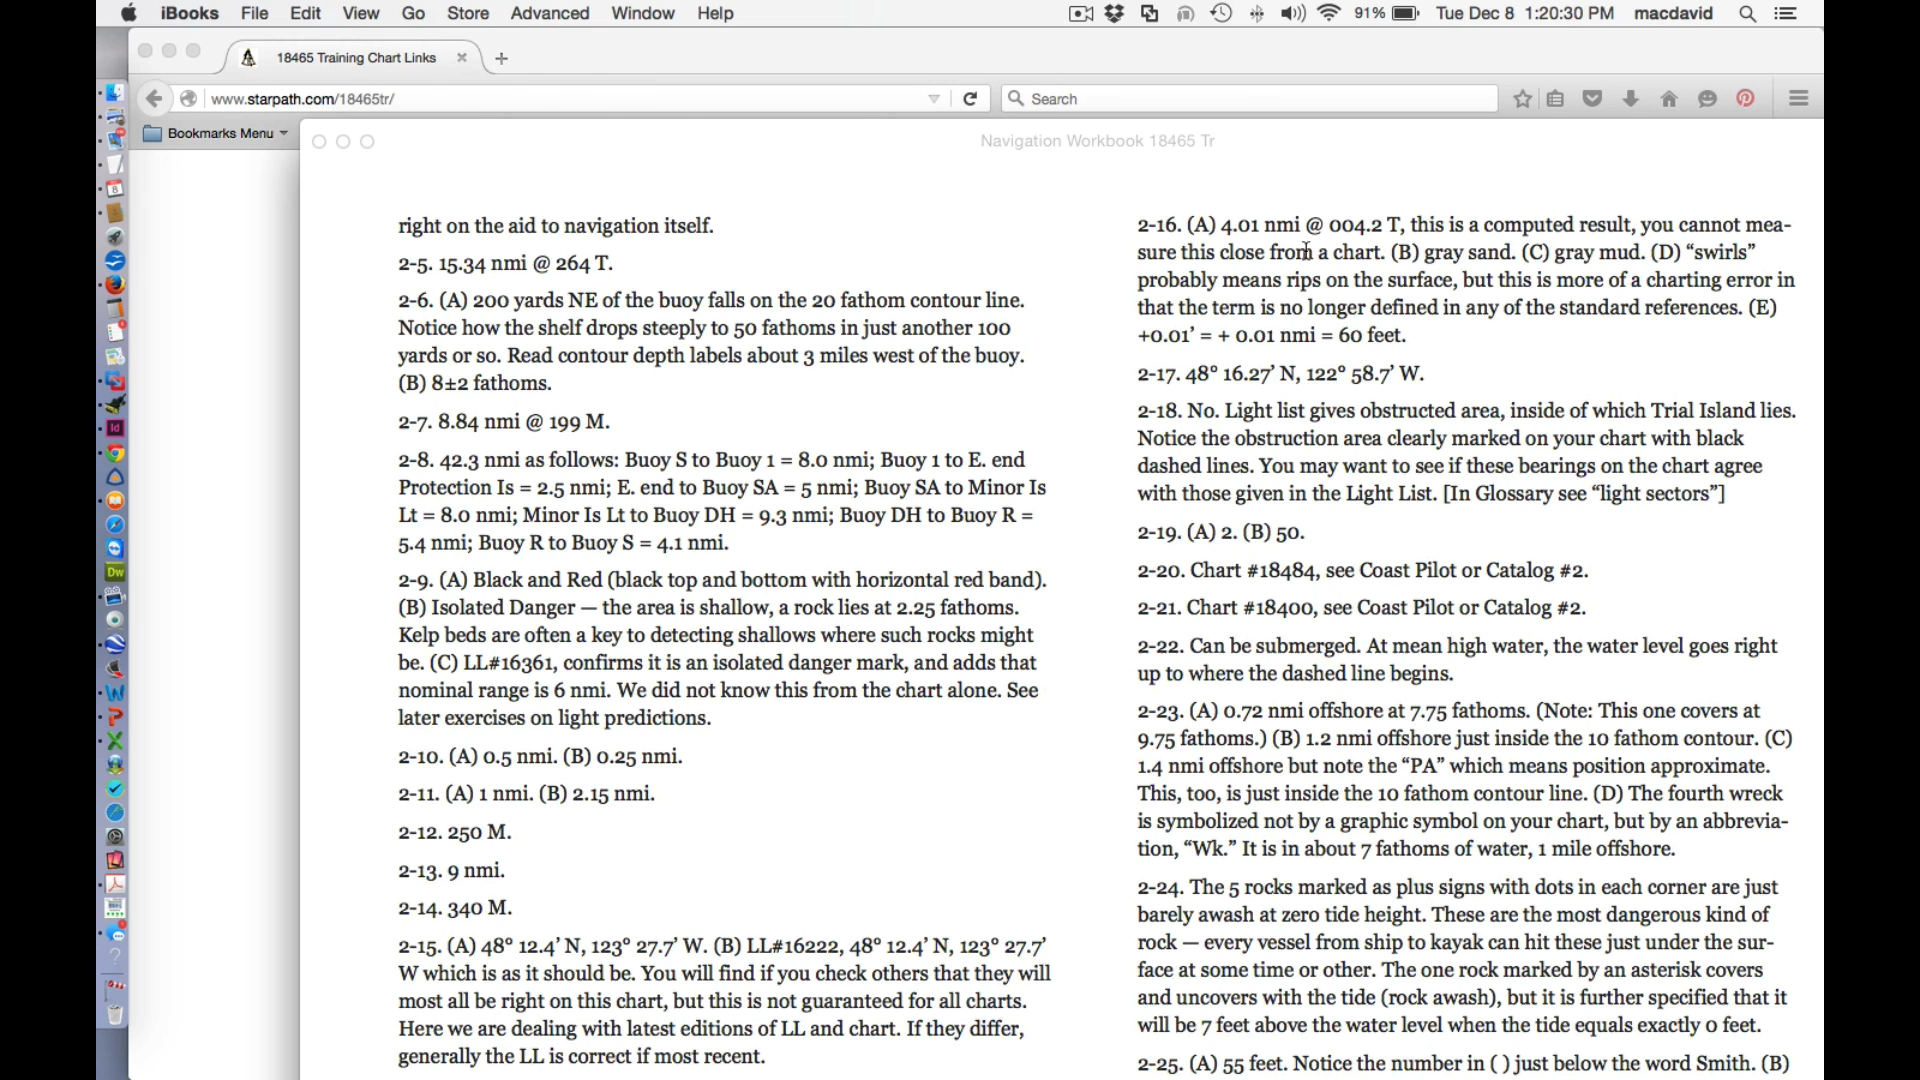 iBooks File Edit View Go Store Advanced Window Help 91% Tue Dec 8 1:20:30 PM macdavid
18465 Training Chart Links
www.starpath.com/18465tr/
Search
Bookmarks Menu
Navigation Workbook 18465 Tr
right on the aid to navigation itself.
2-5. 15.34 nmi @ 264 T.
2-6. (A) 200 yards NE of the buoy falls on the 20 fathom contour line.
Notice how the shelf drops steeply to 50 fathoms in just another 100
yards or so. Read contour depth labels about 3 miles west of the buoy.
(B) 8±2 fathoms.
2-7. 8.84 nmi @ 199 M.
2-8. 42.3 nmi as follows: Buoy S to Buoy 1 = 8.0 nmi; Buoy 1 to E. end
Protection Is = 2.5 nmi; E. end to Buoy SA = 5 nmi; Buoy SA to Minor Is
Lt = 8.0 nmi; Minor Is Lt to Buoy DH = 9.3 nmi; Buoy DH to Buoy R =
5.4 nmi; Buoy R to Buoy S = 4.1 nmi.
2-9. (A) Black and Red (black top and bottom with horizontal red band).
(B) Isolated Danger — the area is shallow, a rock lies at 2.25 fathoms.
Kelp beds are often a key to detecting shallows where such rocks might
be. (C) LL#16361, confirms it is an isolated danger mark, and adds that
nominal range is 6 nmi. We did not know this from the chart alone. See
later exercises on light predictions.
2-10. (A) 0.5 nmi. (B) 0.25 nmi.
2-11. (A) 1 nmi. (B) 2.15 nmi.
2-12. 250 M.
2-13. 9 nmi.
2-14. 340 M.
2-15. (A) 48° 12.4’ N, 123° 27.7’ W. (B) LL#16222, 48° 12.4’ N, 123° 27.7’
W which is as it should be. You will find if you check others that they will
most all be right on this chart, but this is not guaranteed for all charts.
Here we are dealing with latest editions of LL and chart. If they differ,
generally the LL is correct if most recent.
2-16. (A) 4.01 nmi @ 004.2 T, this is a computed result, you cannot mea-
sure this close from a chart. (B) gray sand. (C) gray mud. (D) “swirls”
probably means rips on the surface, but this is more of a charting error in
that the term is no longer defined in any of the standard references. (E)
+0.01’ = + 0.01 nmi = 60 feet.
2-17. 48° 16.27’ N, 122° 58.7’ W.
2-18. No. Light list gives obstructed area, inside of which Trial Island lies.
Notice the obstruction area clearly marked on your chart with black
dashed lines. You may want to see if these bearings on the chart agree
with those given in the Light List. [In Glossary see “light sectors”]
2-19. (A) 2. (B) 50.
2-20. Chart #18484, see Coast Pilot or Catalog #2.
2-21. Chart #18400, see Coast Pilot or Catalog #2.
2-22. Can be submerged. At mean high water, the water level goes right
up to where the dashed line begins.
2-23. (A) 0.72 nmi offshore at 7.75 fathoms. (Note: This one covers at
9.75 fathoms.) (B) 1.2 nmi offshore just inside the 10 fathom contour. (C)
1.4 nmi offshore but note the “PA” which means position approximate.
This, too, is just inside the 10 fathom contour line. (D) The fourth wreck
is symbolized not by a graphic symbol on your chart, but by an abbrevia-
tion, “Wk.” It is in about 7 fathoms of water, 1 mile offshore.
2-24. The 5 rocks marked as plus signs with dots in each corner are just
barely awash at zero tide height. These are the most dangerous kind of
rock — every vessel from ship to kayak can hit these just under the sur-
face at some time or other. The one rock marked by an asterisk covers
and uncovers with the tide (rock awash), but it is further specified that it
will be 7 feet above the water level when the tide equals exactly 0 feet.
2-25. (A) 55 feet. Notice the number in ( ) just below the word Smith. (B)